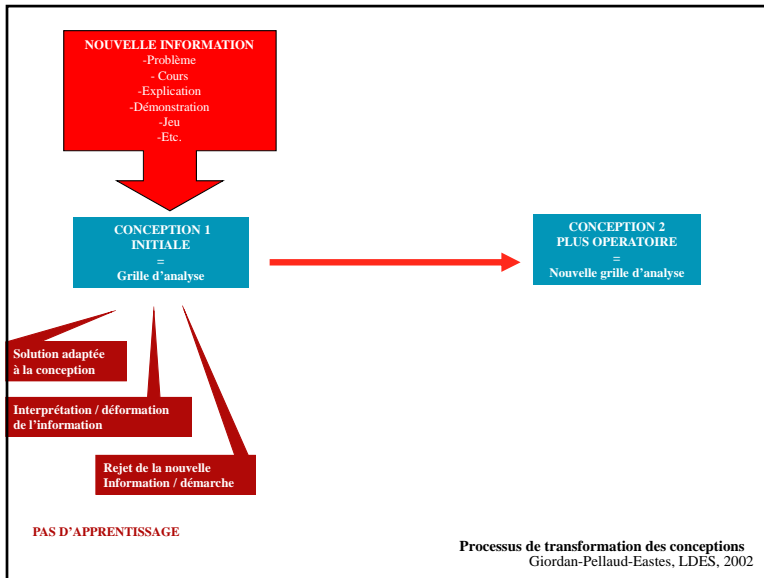 NOUVELLE INFORMATION
-Problème
- Cours
-Explication
-Démonstration
-Jeu
-Etc.
CONCEPTION 1
INITIALE
=
Grille d'analyse
CONCEPTION 2
PLUS OPERATOIRE
=
Nouvelle grille d'analyse
Solution adaptée
à la conception
Interprétation / déformation
de l'information
Rejet de la nouvelle
Information / démarche
PAS D'APPRENTISSAGE
Processus de transformation des conceptions
Giordan-Pellaud-Eastes, LDES, 2002